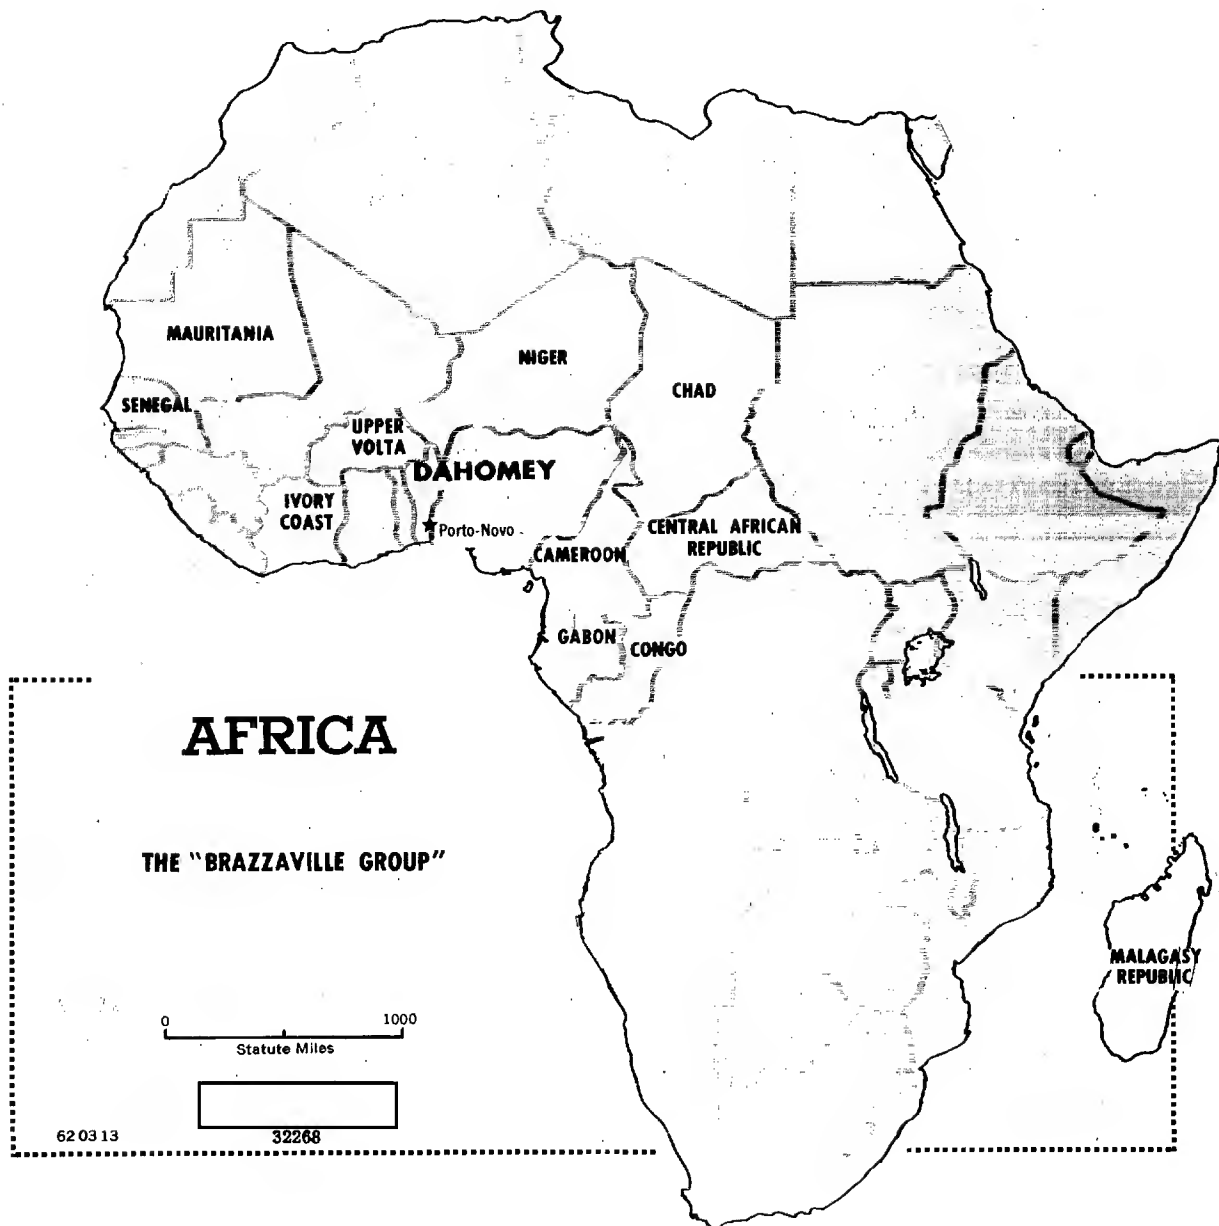 MAURITANIA
NIGER
CHAD
SENEGAL
UPPER
VOLTA
DAHOMEY
IVORY
COAST
Porto-Novo
CENTRAL AFRICAN
REPUBLIC
CAMEROON
GABON
CONGO
AFRICA
THE "BRAZZAVILLE GROUP"
MALAGASY
REPUBLIC
0 1000
Statute Miles
62 03 13
32268